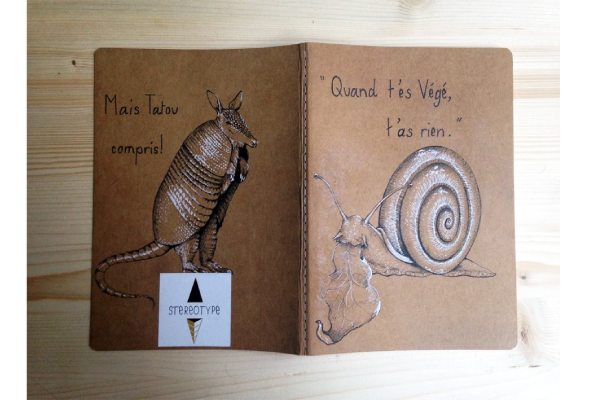 Mais Tatou
compris!
STEREOTYPE
"Quand t'es Végé,
t'as rien."